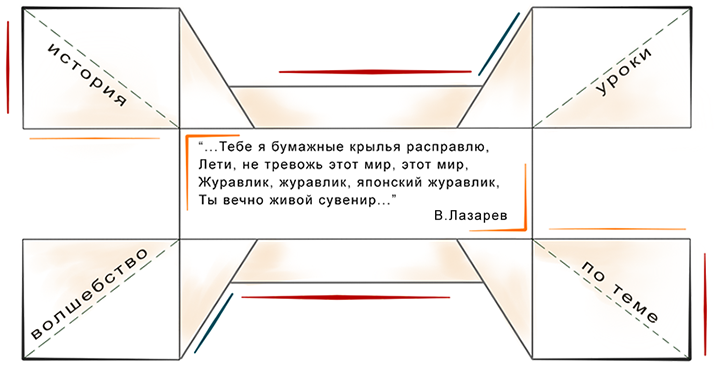 история
уроки
“...Тебе я бумажные крылья расправлю,
Лети, не тревожь этот мир, этот мир,
Журавлик, журавлик, японский журавлик,
Ты вечно живой сувенир...”
В.Лазарев
волшебство
по теме